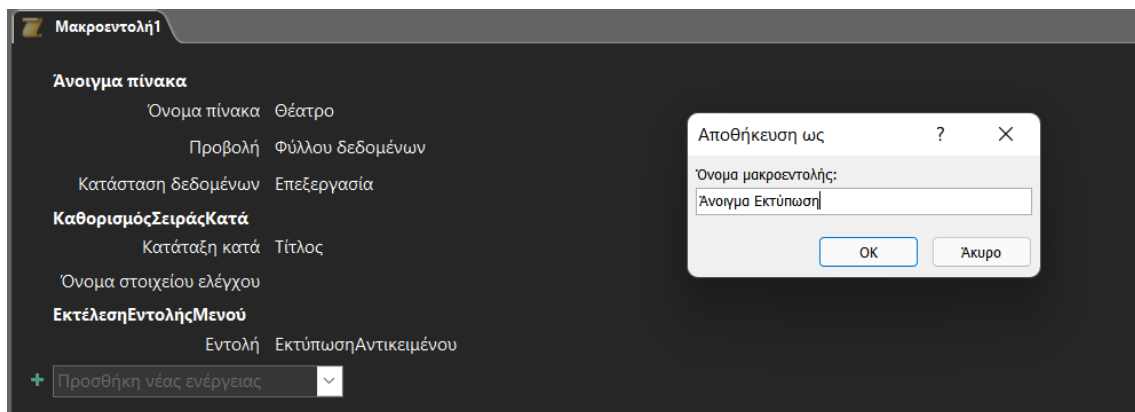 Μακροεντολή1
Άνοιγμα πίνακα
Όνομα πίνακα Θέατρο
Προβολή Φύλλου δεδομένων
Κατάσταση δεδομένων Επεξεργασία
ΚαθορισμόςΣειράςΚατά
Κατάταξη κατά Τίτλος
Όνομα στοιχείου ελέγχου
ΕκτέλεσηΕντολήςΜενού
Εντολή ΕκτύπωσηΑντικειμένου
Προσθήκη νέας ενέργειας
Αποθήκευση ως ?
Όνομα μακροεντολής:
Άνοιγμα Εκτύπωση
OK Άκυρο